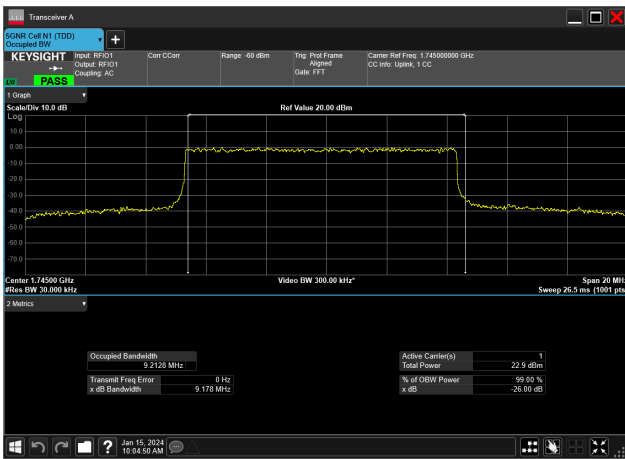 Transceiver A
5GNR Cell N1 (TDD)
Occupied BW
KEYSIGHT
PASS
Input: RFIO1
Output: RFIO1
Coupling: AC
Corr CCorr
Range: -60 dBm
Trig: Prot Frame
Aligned
Gate: FFT
Carrier Ref Freq: 1.745000000 GHz
CC Info: Uplink, 1 CC
1 Graph
Scale/Div 10.0 dB
Ref Value 20.00 dBm
Log
10.0
0.00
-10.0
-20.0
-30.0
-40.0
-50.0
-60.0
-70.0
Center 1.74500 GHz
Video BW 300.00 kHz*
Span 20 MH
#Res BW 30.000 kHz
Sweep 26.5 ms (1001 pts
2 Metrics
Occupied Bandwidth
9.2128 MHz
Transmit Freq Error 0 Hz
x dB Bandwidth 9.178 MHz
Active Carrier(s) 1
Total Power 22.9 dBm
% of OBW Power 99.00 %
x dB -26.00 dB
?
Jan 15, 2024
10:04:50 AM